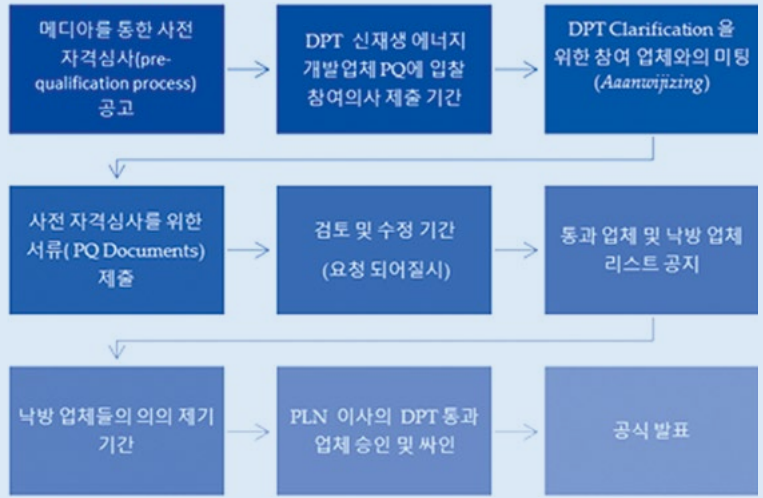 메디아를 통한 사전
자격심사(pre-
qualification process)
공고
DPT 신재생 에너지
개발업체 PQ에 입찰
참여의사 제출 기간
DPT Clarification 을
위한 참여 업체와의 미팅
(Aaanwijizing)
사전 자격심사를 위한
서류( PQ Documents)
제출
검토 및 수정 기간
(요청 되어질시)
통과 업체 및 낙방 업체
리스트 공지
낙방 업체들의 의의 제기
기간
PLN 이사의 DPT 통과
업체 승인 및 싸인
공식 발표